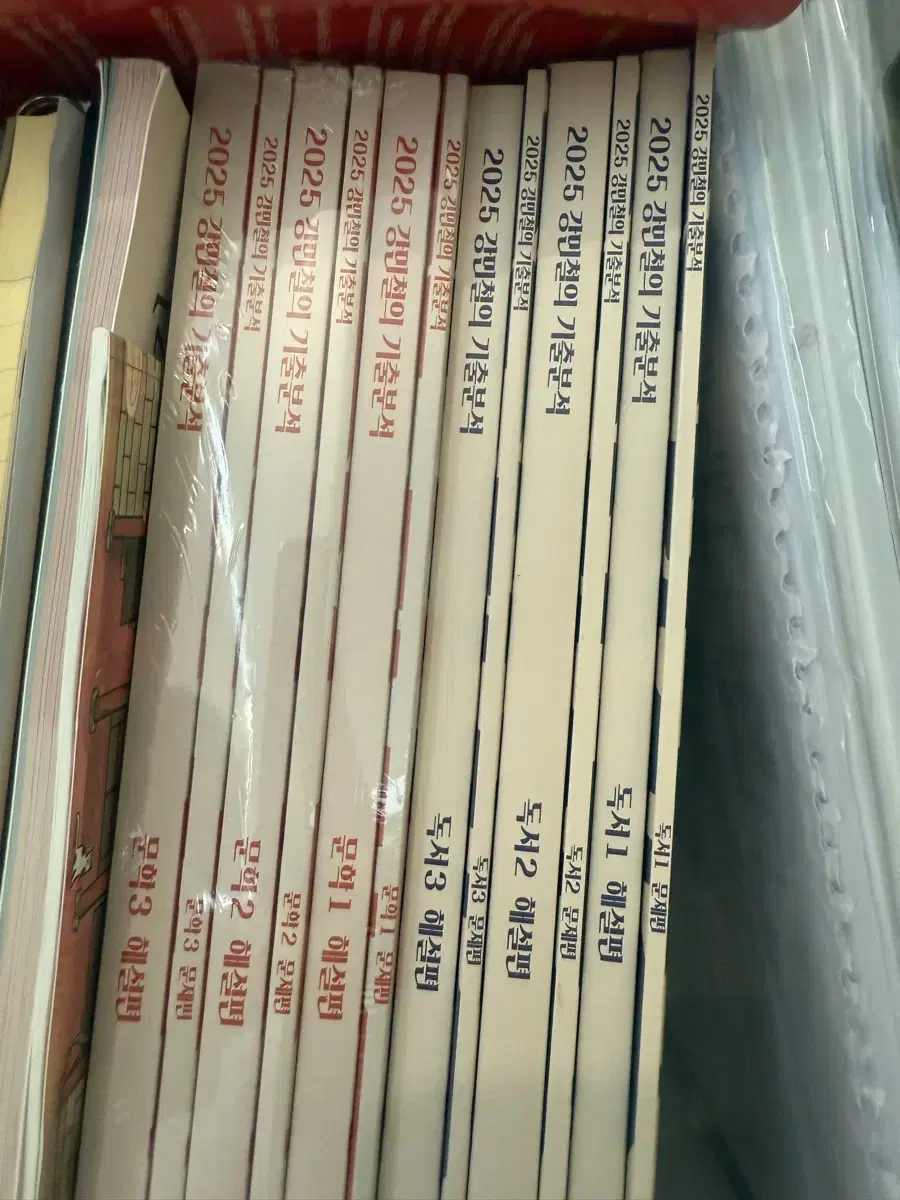 2025 강민철의 기출분석 문학3 해설편
2025 강민철의 기출분석 문학3 문제편
2025 강민철의 기출분석 문학2 해설편
2025 강민철의 기출분석 문학2 문제편
2025 강민철의 기출분석 문학1 해설편
2025 강민철의 기출분석 문학1 문제편
2025 강민철의 기출분석 독서3 해설편
2025 강민철의 기출분석 독서3 문제편
2025 강민철의 기출분석 독서2 해설편
2025 강민철의 기출분석 독서2 문제편
2025 강민철의 기출분석 독서1 해설편
2025 강민철의 기출분석 독서1 문제편